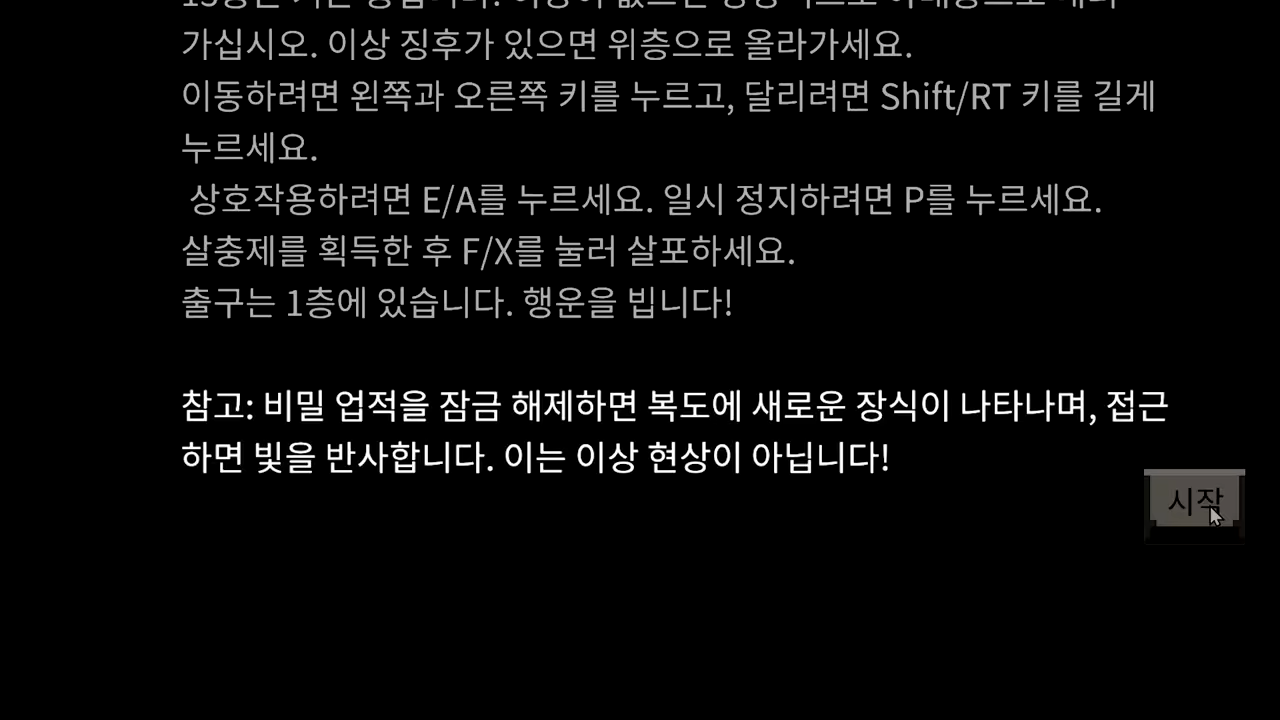 가십시오. 이상 징후가 있으면 위층으로 올라가세요.
이동하려면 왼쪽과 오른쪽 키를 누르고, 달리려면 Shift/RT 키를 길게
누르세요.
상호작용하려면 E/A를 누르세요. 일시 정지하려면 P를 누르세요.
살충제를 획득한 후 F/X를 눌러 살포하세요.
출구는 1층에 있습니다. 행운을 빕니다!
참고: 비밀 업적을 잠금 해제하면 복도에 새로운 장식이 나타나며, 접근
하면 빛을 반사합니다. 이는 이상 현상이 아닙니다!
시작